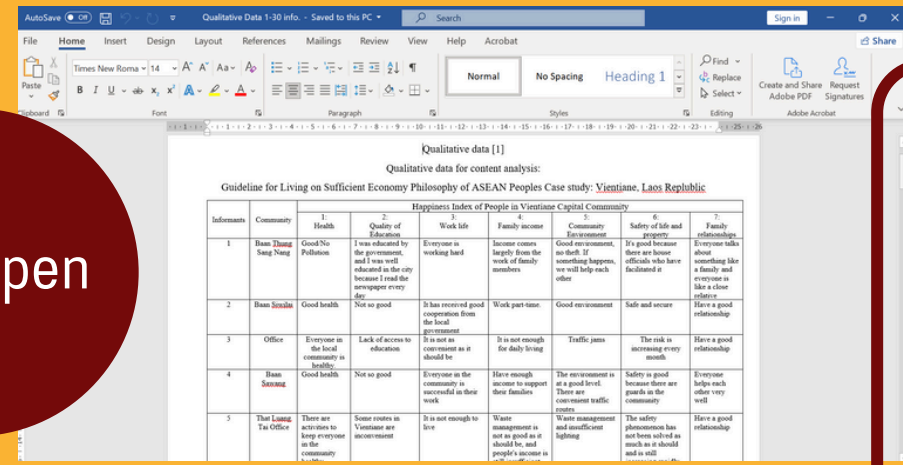 AutoSave Off Qualitative Data 1-30 info. - Saved to this PC Search Sign in
File Home Insert Design Layout References Mailings Review View Help Acrobat Share
Times New Roma 14 A A Aa Find
Paste Replace
B I U ab x x A A Normal No Spacing Heading 1 Select Create and Share Adobe PDF Request Signatures
Clipboard Font Paragraph Styles Editing Adobe Acrobat
pen
Qualitative data [1]
Qualitative data for content analysis:
Guideline for Living on Sufficient Economy Philosophy of ASEAN Peoples Case study: Vientiane, Laos Replublic
Happiness Index of People in Vientiane Capital Community
Informants Community 1: Health 2: Quality of Education 3: Work life 4: Family income 5: Community Environment 6: Safety of life and property 7: Family relationships
1 Baan Thung Sang Nang Good/No Pollution I was educated by the government, and I was well educated in the city because I read the newspaper every day Everyone is working hard Income comes largely from the work of family members Good environment, no theft. If something happens, we will help each other It's good because there are house officials who have facilitated it Everyone talks about something like a family and everyone is like a close relative
2 Baan Siswilas Good health Not so good It has received good cooperation from the local government Work part-time. Good environment Safe and secure Have a good relationship
3 Office Everyone in the local community is healthy Lack of access to education It is not as convenient as it should be It is not enough for daily living Traffic jams The risk is increasing every month Have a good relationship
4 Baan Sawang Good health Not so good Everyone in the community is successful in their work Have enough income to support their families The environment is at a good level. There are convenient traffic routes Safety is good because there are guards in the community Everyone helps each other very well
5 That Luang Tai Office There are activities to keep everyone in the community Some routes in Vientiane are inconvenient It is not enough to live Waste management is not as good as it should be, and people's income is Waste management and insufficient lighting The safety phenomenon has not been solved as much as it should and is still Have a good relationship